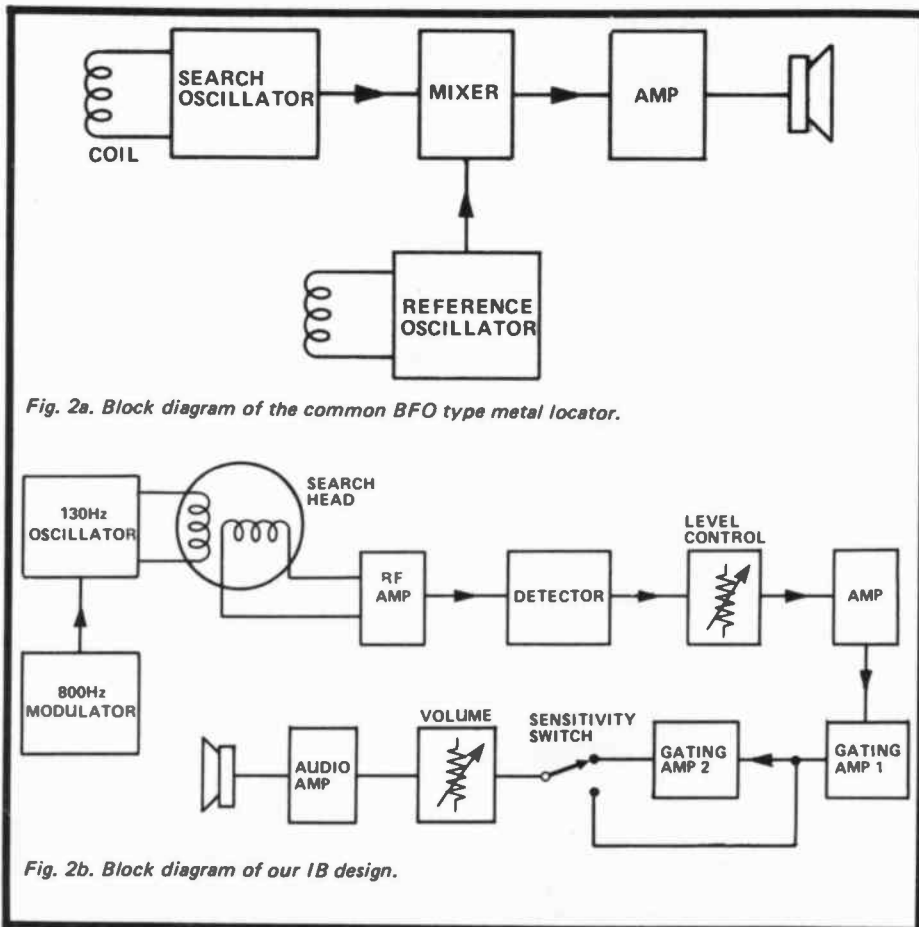 SEARCH
OSCILLATOR
COIL
MIXER
AMP
REFERENCE
OSCILLATOR
Fig. 2a. Block diagram of the common BFO type metal locator.
130Hz
OSCILLATOR
SEARCH
HEAD
RF
AMP
DETECTOR
LEVEL
CONTROL
AMP
800Hz
MODULATOR
AUDIO
AMP
VOLUME
SENSITIVITY
SWITCH
GATING
AMP 2
GATING
AMP 1
Fig. 2b. Block diagram of our IB design.